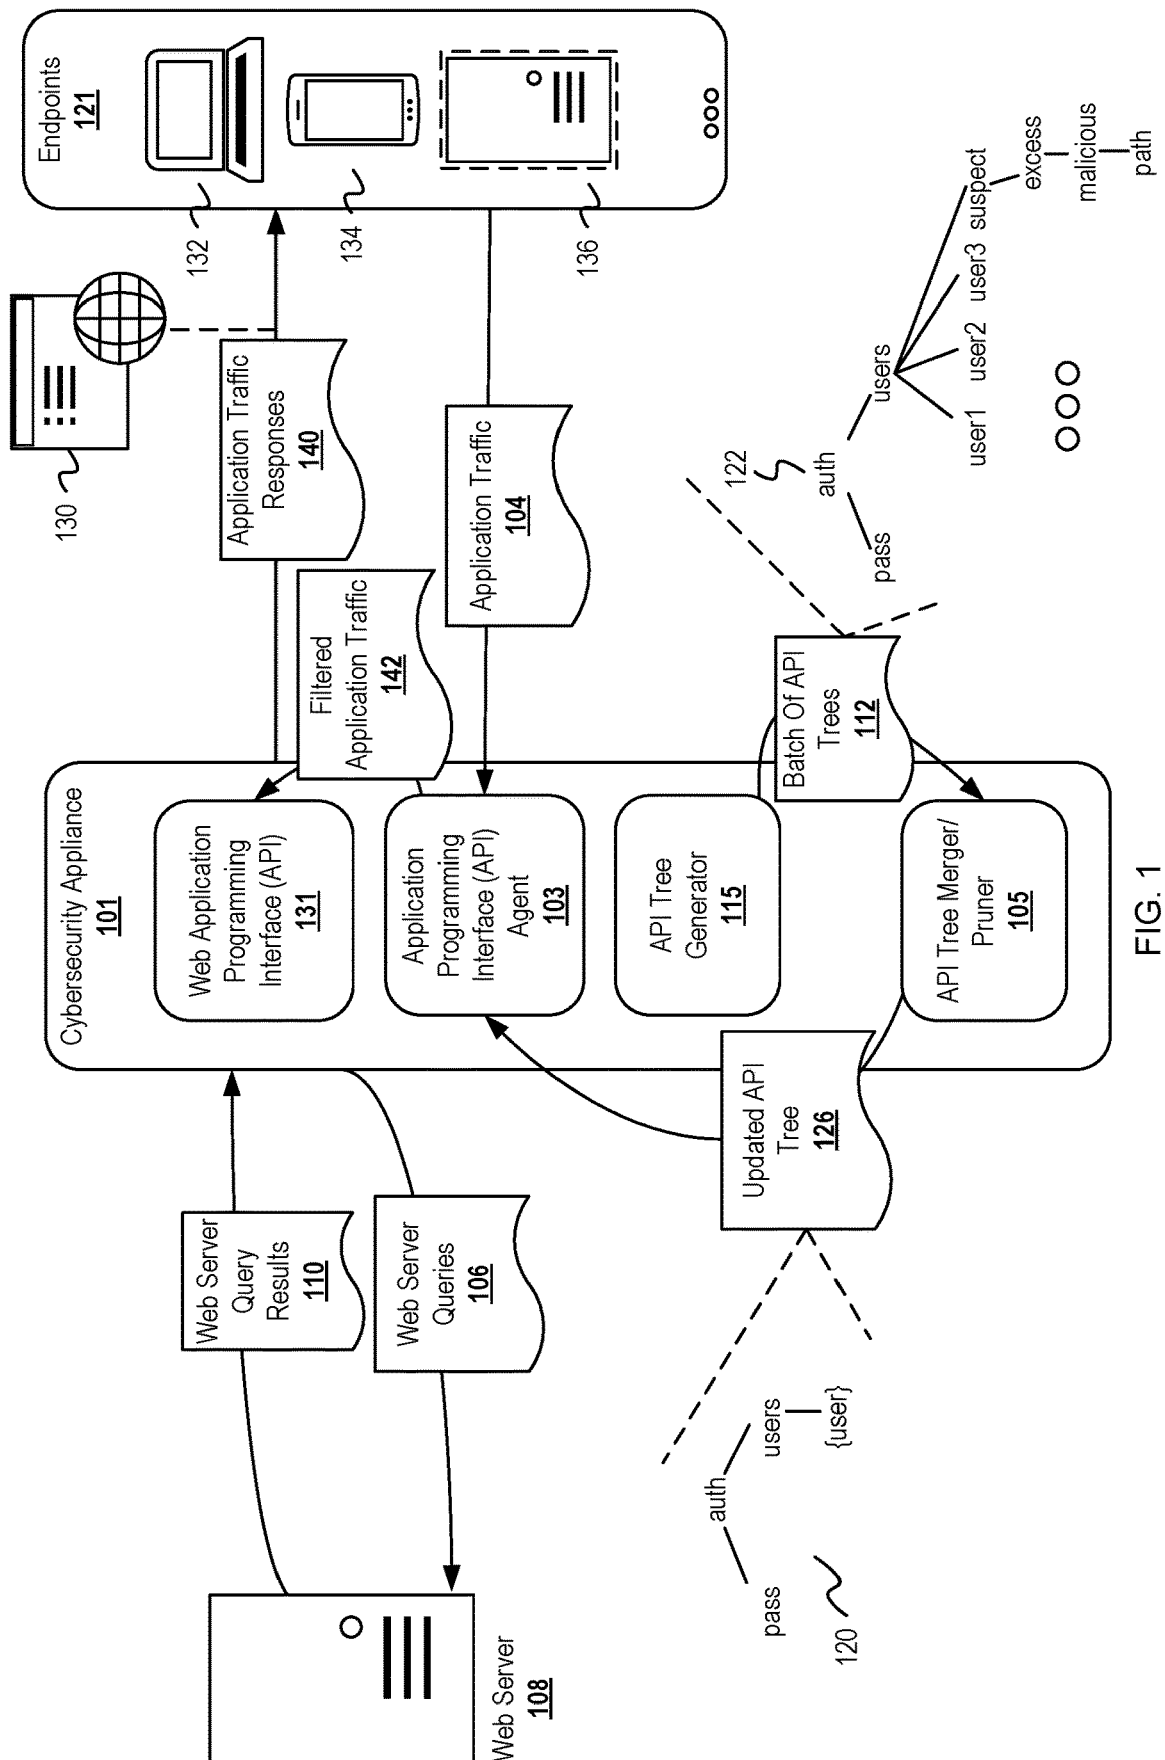 Web Server
108
Web Server
Query
Results
110
Web Server
Queries
106
pass
auth
users
{user}
120
Updated API
Tree
126
Cybersecurity Appliance
101
Web Application
Programming
Interface (API)
131
Application
Programming
Interface (API)
Agent
103
API Tree
Generator
115
API Tree Merger/
Pruner
105
Filtered
Application Traffic
142
Application Traffic
Responses
140
Application Traffic
104
Batch Of API
Trees
112
130
Endpoints
121
132
134
136
122
auth
pass
users
user1
user2
user3
suspect
excess
malicious
path
FIG. 1